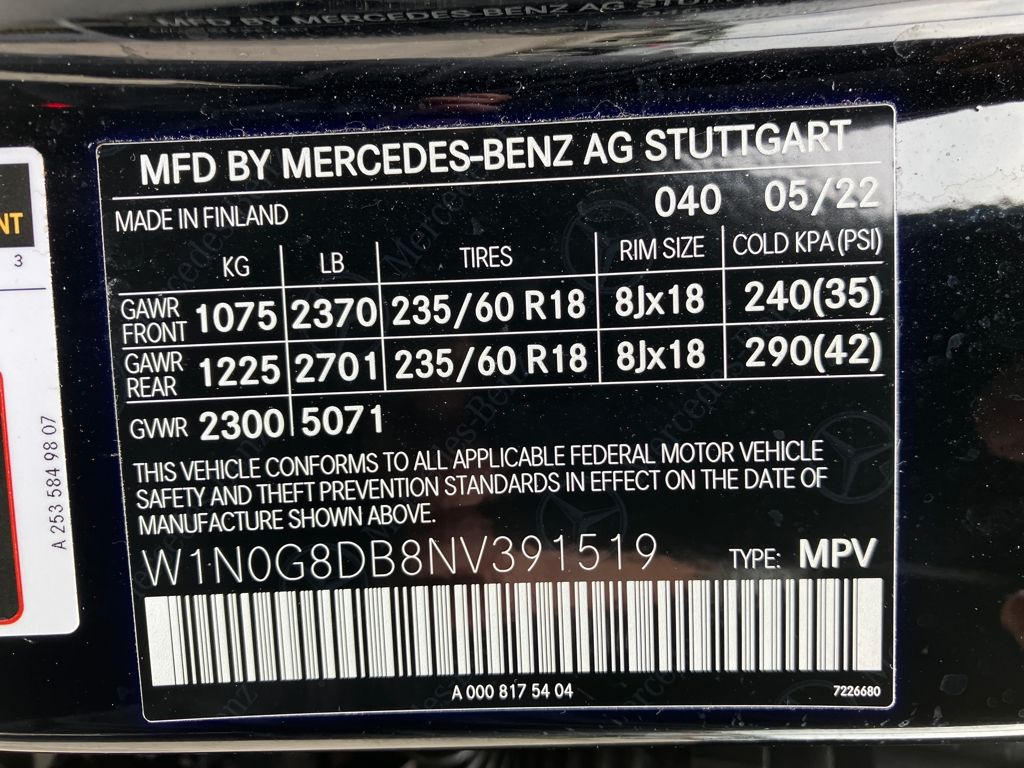 MFD BY MERCEDES-BENZ AG STUTTGART
MADE IN FINLAND 040 05/22
KG LB TIRES RIM SIZE COLD KPA(PSI)
GAWR FRONT 1075 2370 235/60 R18 8Jx18 240(35)
GAWR REAR 1225 2701 235/60 R18 8Jx18 290(42)
GVWR 2300 5071
THIS VEHICLE CONFORMS TO ALL APPLICABLE FEDERAL MOTOR VEHICLE
SAFETY AND THEFT PREVENTION STANDARDS IN EFFECT ON THE DATE OF
MANUFACTURE SHOWN ABOVE.
W1N0G8DB8NV391519 TYPE: MPV
A 000 817 54 04 7226680
NT
3
A 253 584 98 07